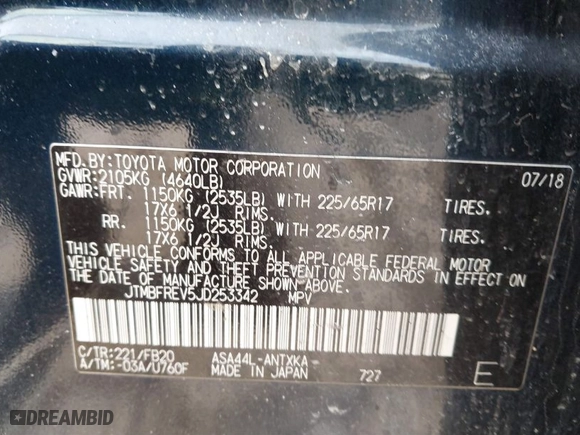 MFD.BY:TOYOTA MOTOR CORPORATION 07/18
GVWR:2105KG (4640LB)
GAWR:FRT. 1150KG (2535LB) WITH 225/65R17 TIRES.
17X6 1/2J RIMS.
RR. 1150KG (2535LB) WITH 225/65R17 TIRES.
17X6 1/2J RIMS.
THIS VEHICLE CONFORMS TO ALL APPLICABLE FEDERAL MOTOR
VEHICLE SAFETY AND THEFT PREVENTION STANDARDS IN EFFECT ON
THE DATE OF MANUFACTURE SHOWN ABOVE.
JTMBFREV5JD253342 MPV
C/TR:221/FB20 ASA44L-ANTXKA
A/TM:-03A/U760F MADE IN JAPAN 727 E
DREAMBID